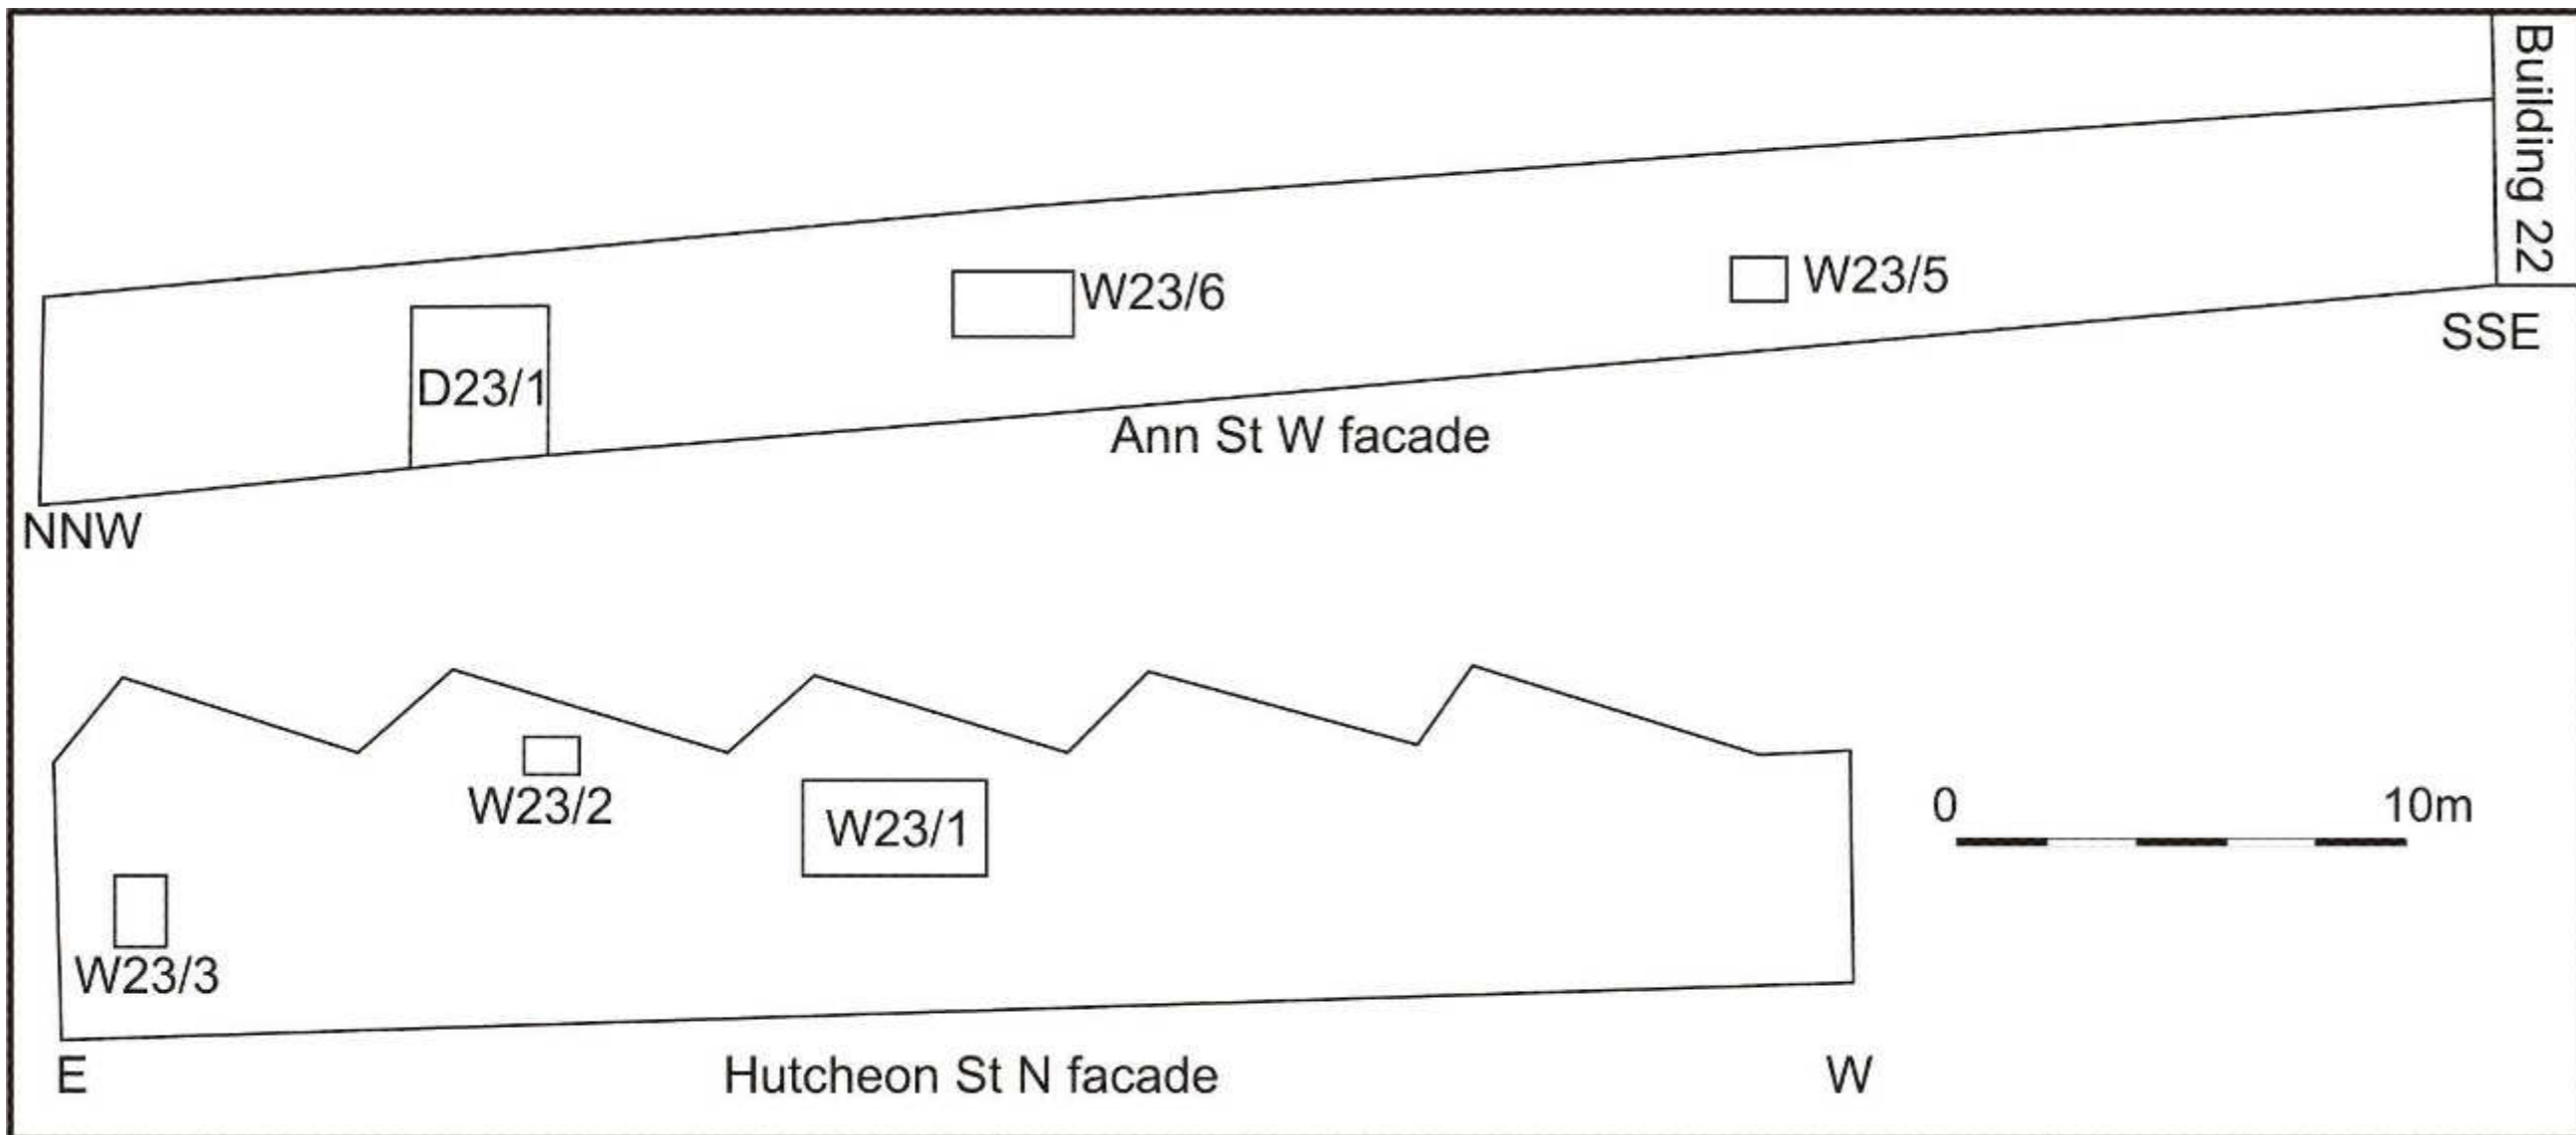 Building 22
W23/6
W23/5
SSE
D23/1
Ann St W facade
NNW
W23/2
W23/1
0 10m
W23/3
E
Hutcheon St N facade
W